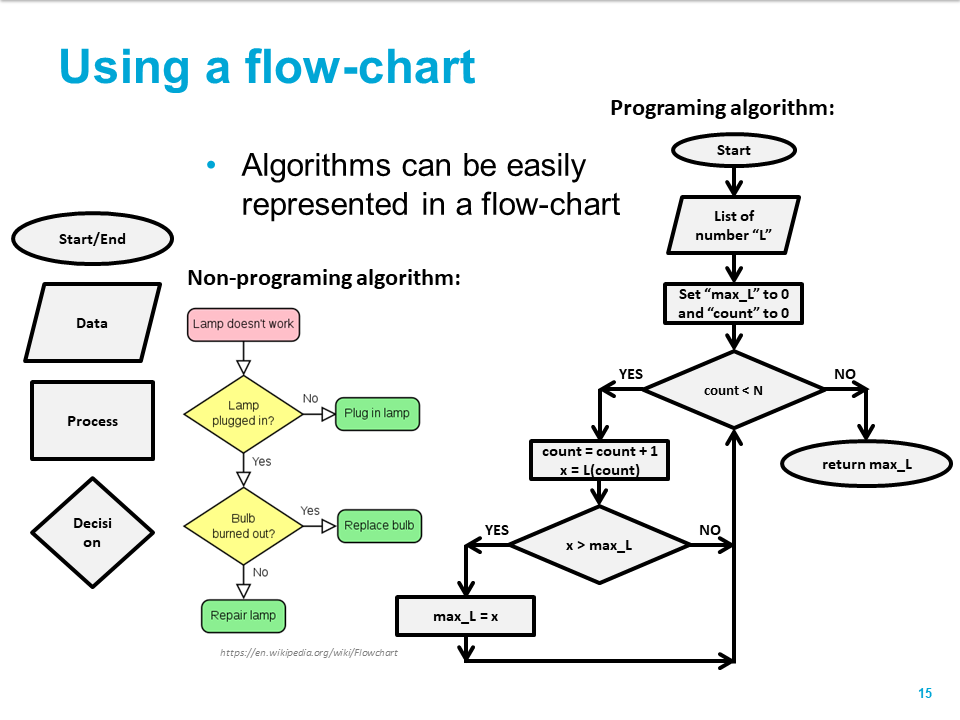 Using a flow-chart
• Algorithms can be easily
represented in a flow-chart
Start/End
Data
Process
Decisi
on
Non-programing algorithm:
Lamp doesn't work
Lamp
plugged in?
No
Plug in lamp
Yes
Bulb
burned out?
Yes
Replace bulb
No
Repair lamp
https://en.wikipedia.org/wiki/Flowchart
Programing algorithm:
Start
List of
number “L”
Set “max_L” to 0
and “count” to 0
count < N
YES
NO
count = count + 1
x = L(count)
return max_L
x > max_L
YES
NO
max_L = x
15